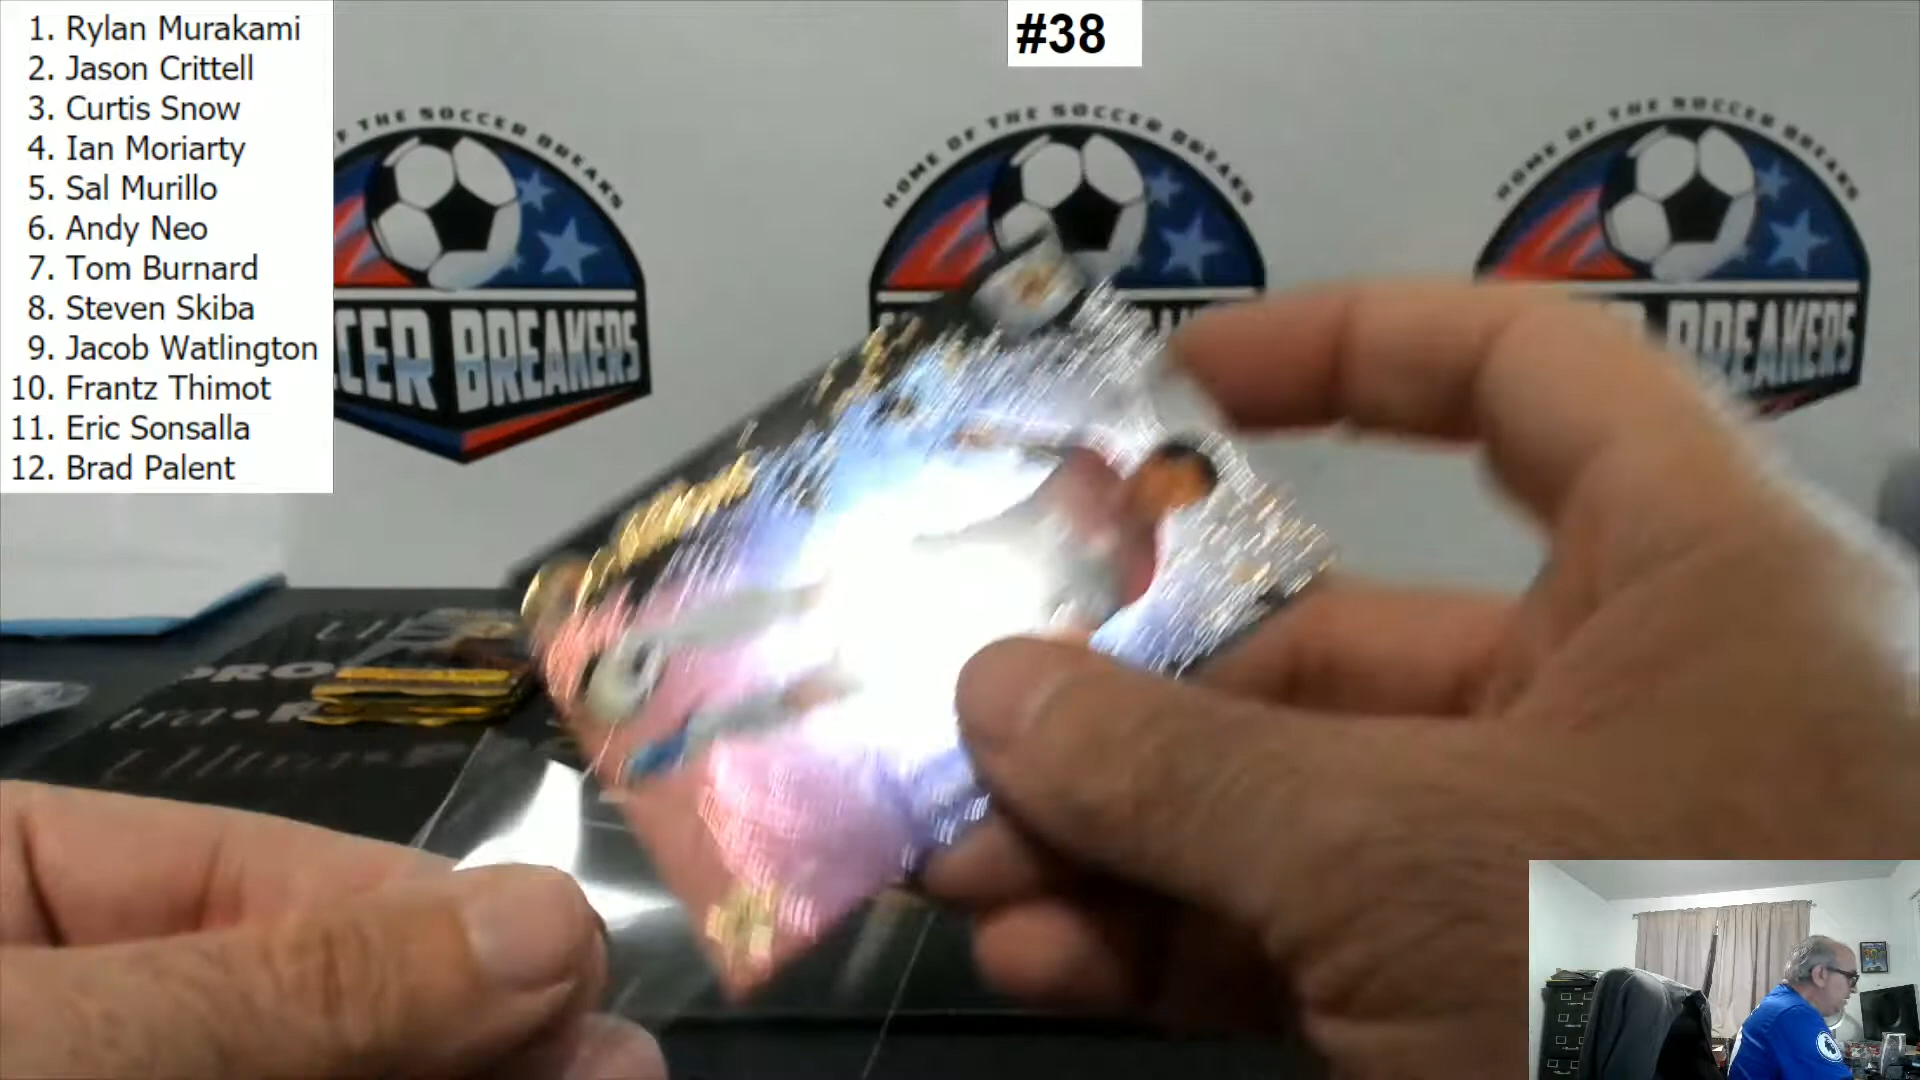 1. Rylan Murakami
2. Jason Crittell
3. Curtis Snow
4. Ian Moriarty
5. Sal Murillo
6. Andy Neo
7. Tom Burnard
8. Steven Skiba
9. Jacob Watlington
10. Frantz Thimot
11. Eric Sonsalla
12. Brad Palent
#38
F THE SOCCER BREAKS
CCER BREAKERS
HOME OF THE SOCCER BREAKS
HOME OF THE SOCCER BREAKS
BREAKERS